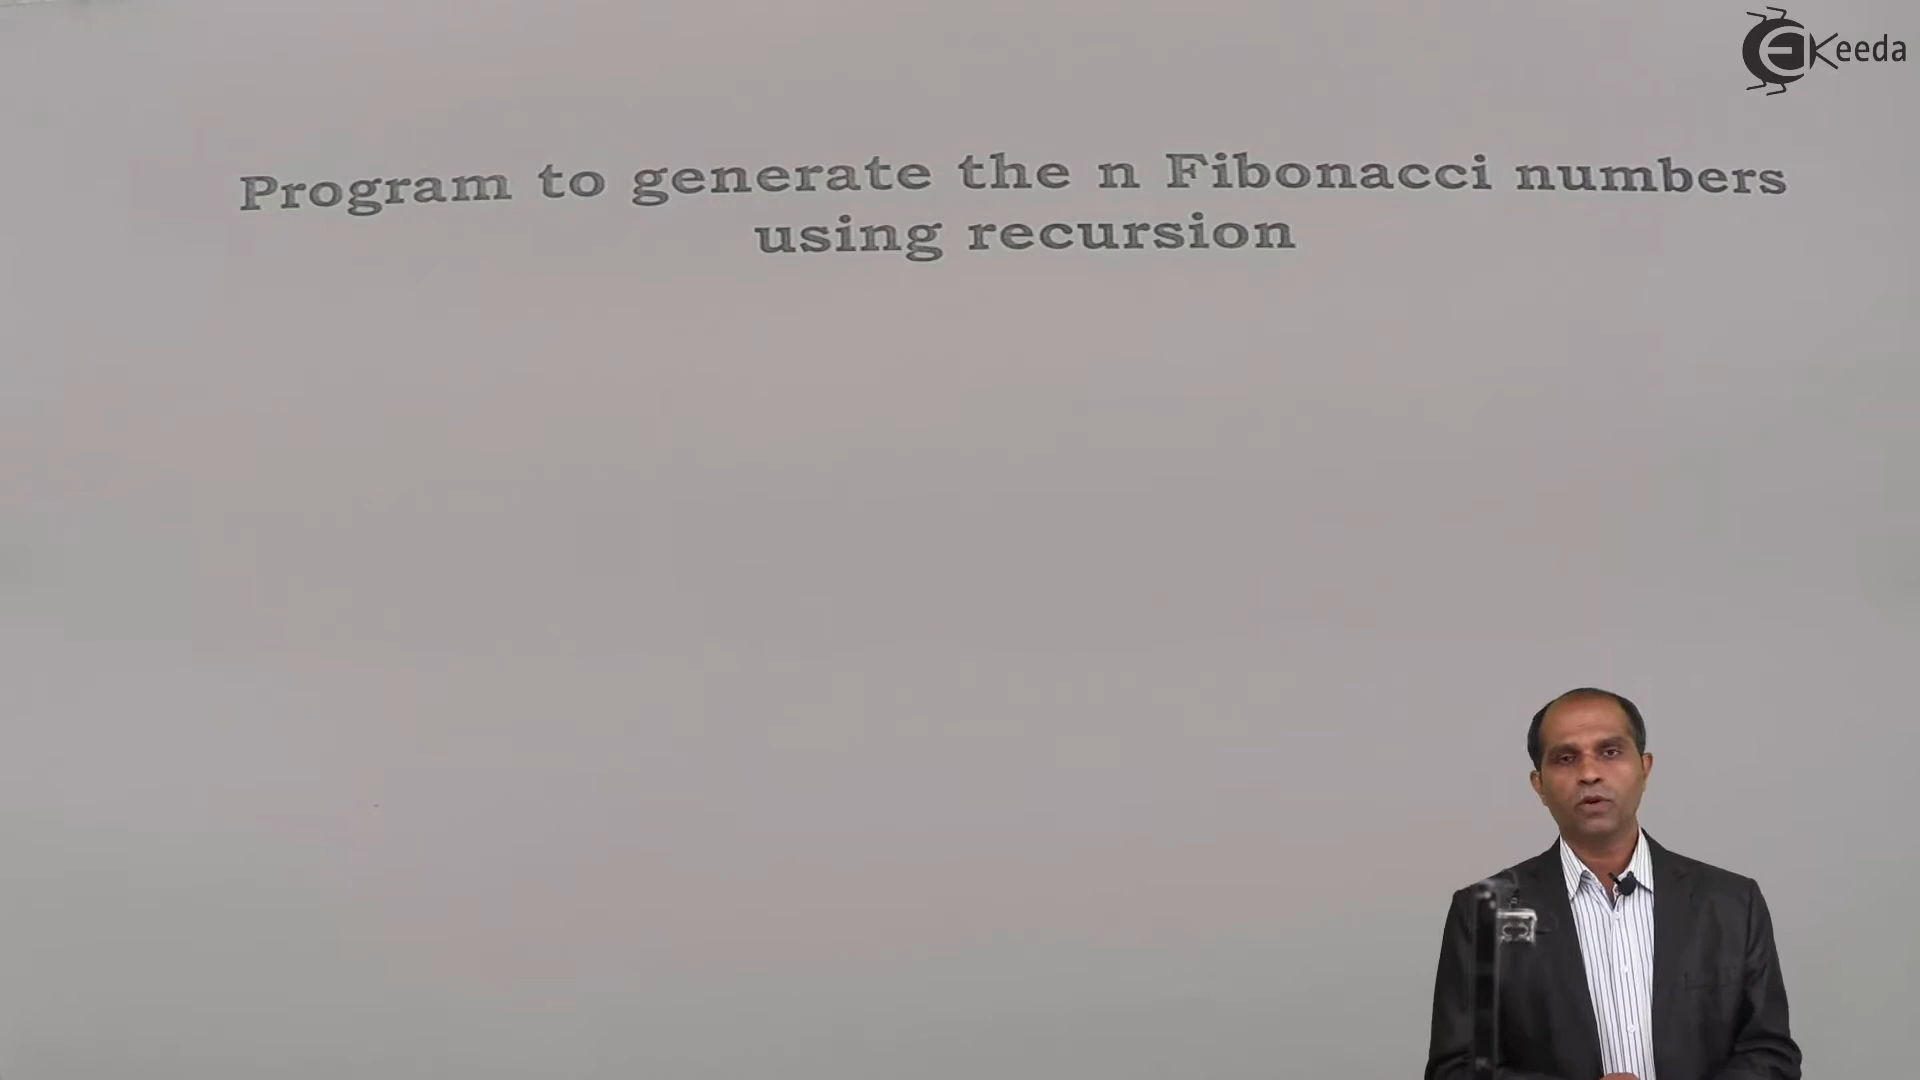 Keeda
Program to generate the n Fibonacci numbers
using recursion